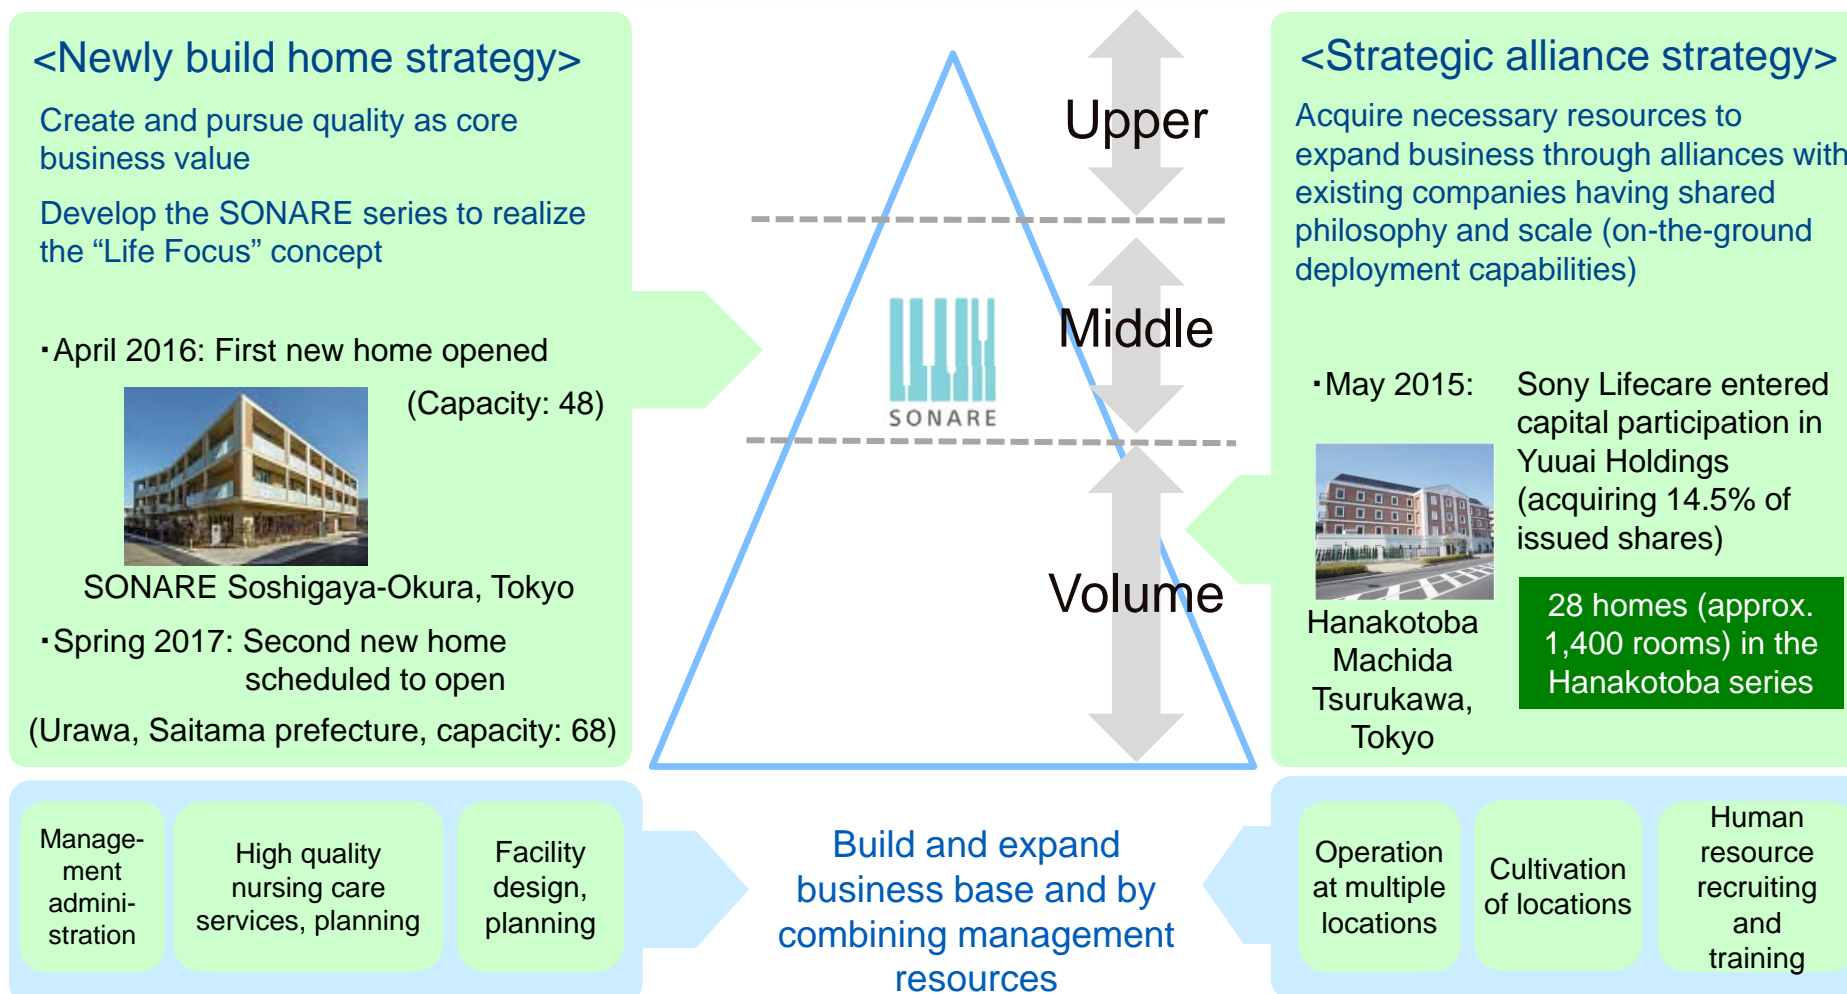 <Newly build home strategy>
Create and pursue quality as core
business value
Develop the SONARE series to realize
the “Life Focus” concept
・April 2016: First new home opened
(Capacity: 48)
SONARE Soshigaya-Okura, Tokyo
・Spring 2017: Second new home
scheduled to open
(Urawa, Saitama prefecture, capacity: 68)
Upper
Middle
SONARE
Volume
<Strategic alliance strategy>
Acquire necessary resources to
expand business through alliances with
existing companies having shared
philosophy and scale (on-the-ground
deployment capabilities)
・May 2015:
Sony Lifecare entered
capital participation in
Yuuai Holdings
(acquiring 14.5% of
issued shares)
Hanakotoba
Machida
Tsurukawa,
Tokyo
28 homes (approx.
1,400 rooms) in the
Hanakotoba series
Manage-
ment
admini-
stration
High quality
nursing care
services, planning
Facility
design,
planning
Build and expand
business base and by
combining management
resources
Operation
at multiple
locations
Cultivation
of locations
Human
resource
recruiting
and
training